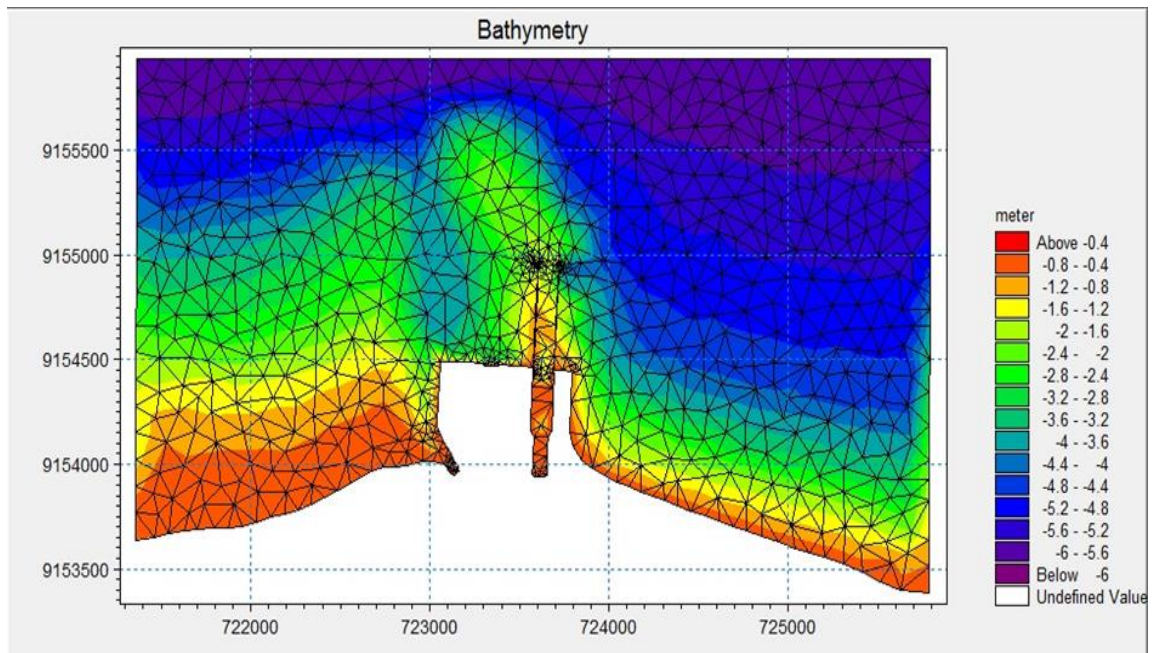 Bathymetry
9155500
9155000
9154500
9154000
9153500
722000
723000
724000
725000
meter
Above -0.4
-0.8 - -0.4
-1.2 - -0.8
-1.6 - -1.2
-2 - -1.6
-2.4 - -2
-2.8 - -2.4
-3.2 - -2.8
-3.6 - -3.2
-4 - -3.6
-4.4 - -4
-4.8 - -4.4
-5.2 - -4.8
-5.6 - -5.2
-6 - -5.6
Below -6
Undefined Value